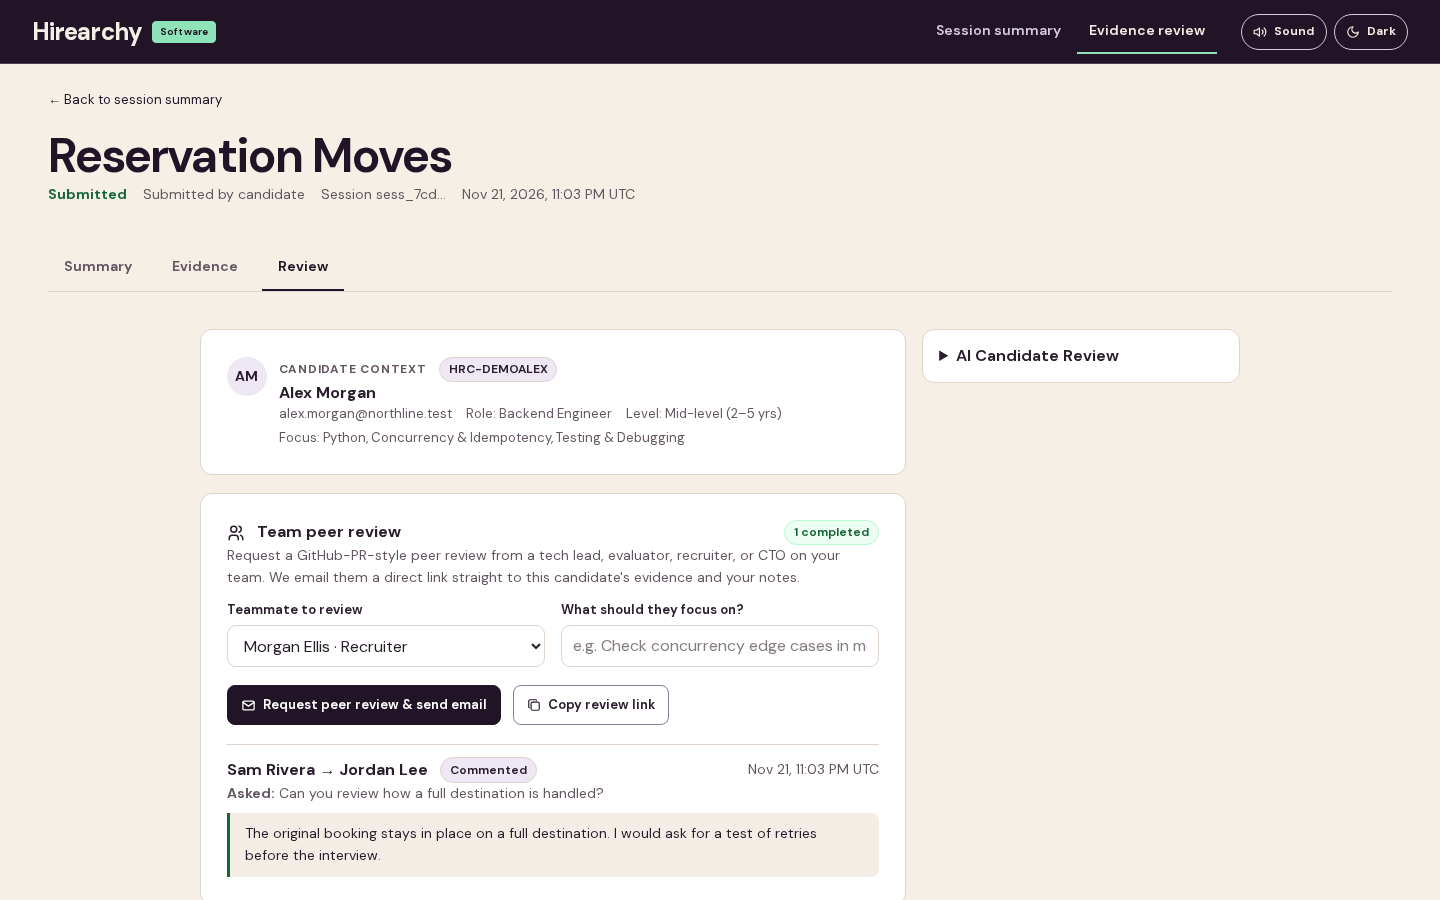 Hirearchy Software
Session summary
Evidence review
Sound
Dark
← Back to session summary
Reservation Moves
Submitted Submitted by candidate Session sess_7cd... Nov 21, 2026, 11:03 PM UTC
Summary Evidence Review
AM
CANDIDATE CONTEXT HRC-DEMOALEX
Alex Morgan
alex.morgan@northline.test Role: Backend Engineer Level: Mid-level (2–5 yrs)
Focus: Python, Concurrency & Idempotency, Testing & Debugging
AI Candidate Review
Team peer review 1 completed
Request a GitHub-PR-style peer review from a tech lead, evaluator, recruiter, or CTO on your
team. We email them a direct link straight to this candidate's evidence and your notes.
Teammate to review
Morgan Ellis · Recruiter
What should they focus on?
e.g. Check concurrency edge cases in m
Request peer review & send email
Copy review link
Sam Rivera → Jordan Lee Commented Nov 21, 11:03 PM UTC
Asked: Can you review how a full destination is handled?
The original booking stays in place on a full destination. I would ask for a test of retries
before the interview.